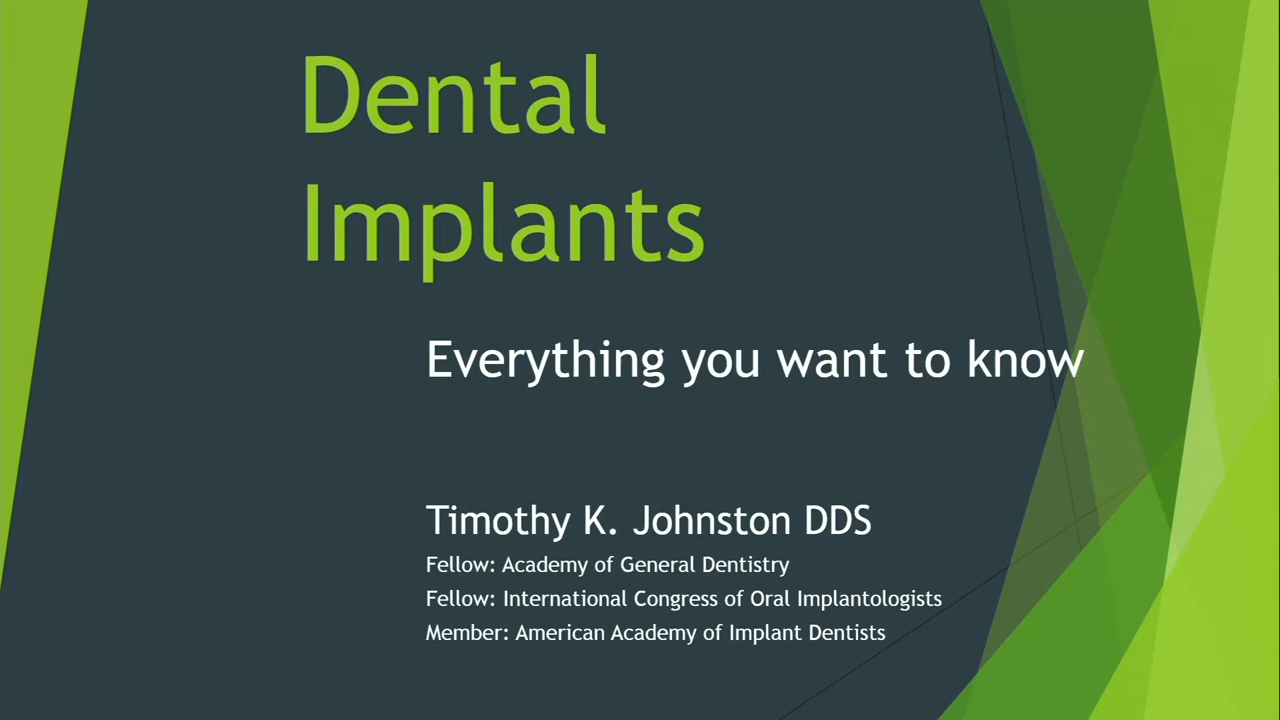 Dental
Implants
Everything you want to know
Timothy K. Johnston DDS
Fellow: Academy of General Dentistry
Fellow: International Congress of Oral Implantologists
Member: American Academy of Implant Dentists